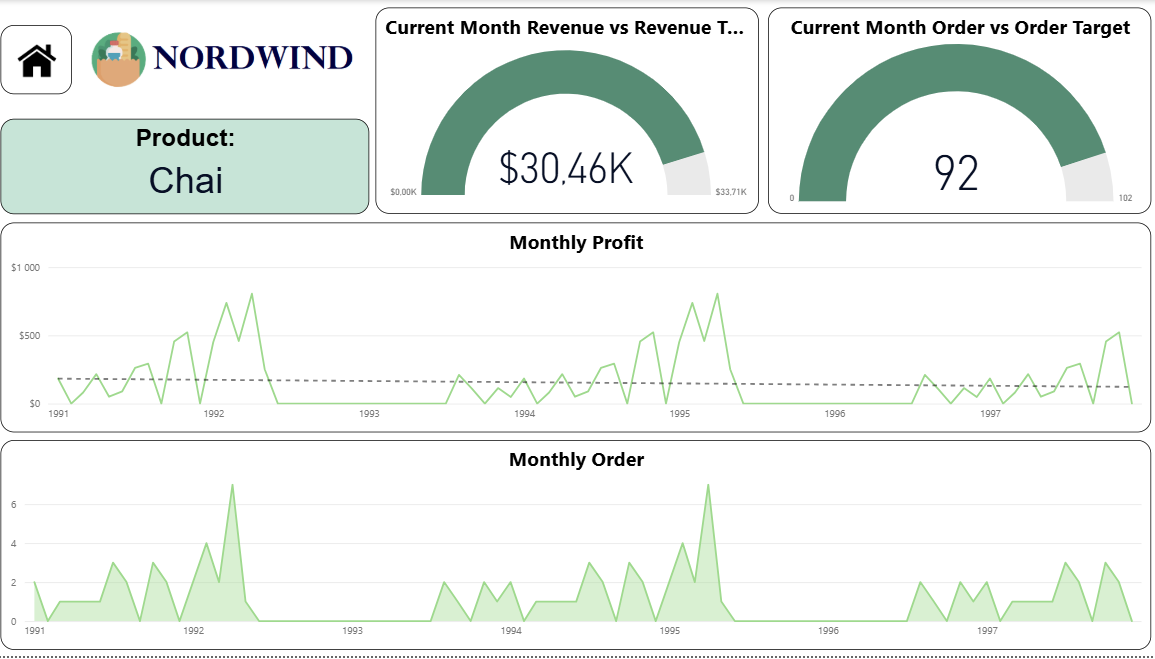 NORDWIND
Product:
Chai
Current Month Revenue vs Revenue T...
$30,46K
$0,00K
$33,71K
Current Month Order vs Order Target
92
0
102
Monthly Profit
$1 000
$500
$0
1991 1992 1993 1994 1995 1996 1997
Monthly Order
6
4
2
0
1991 1992 1993 1994 1995 1996 1997